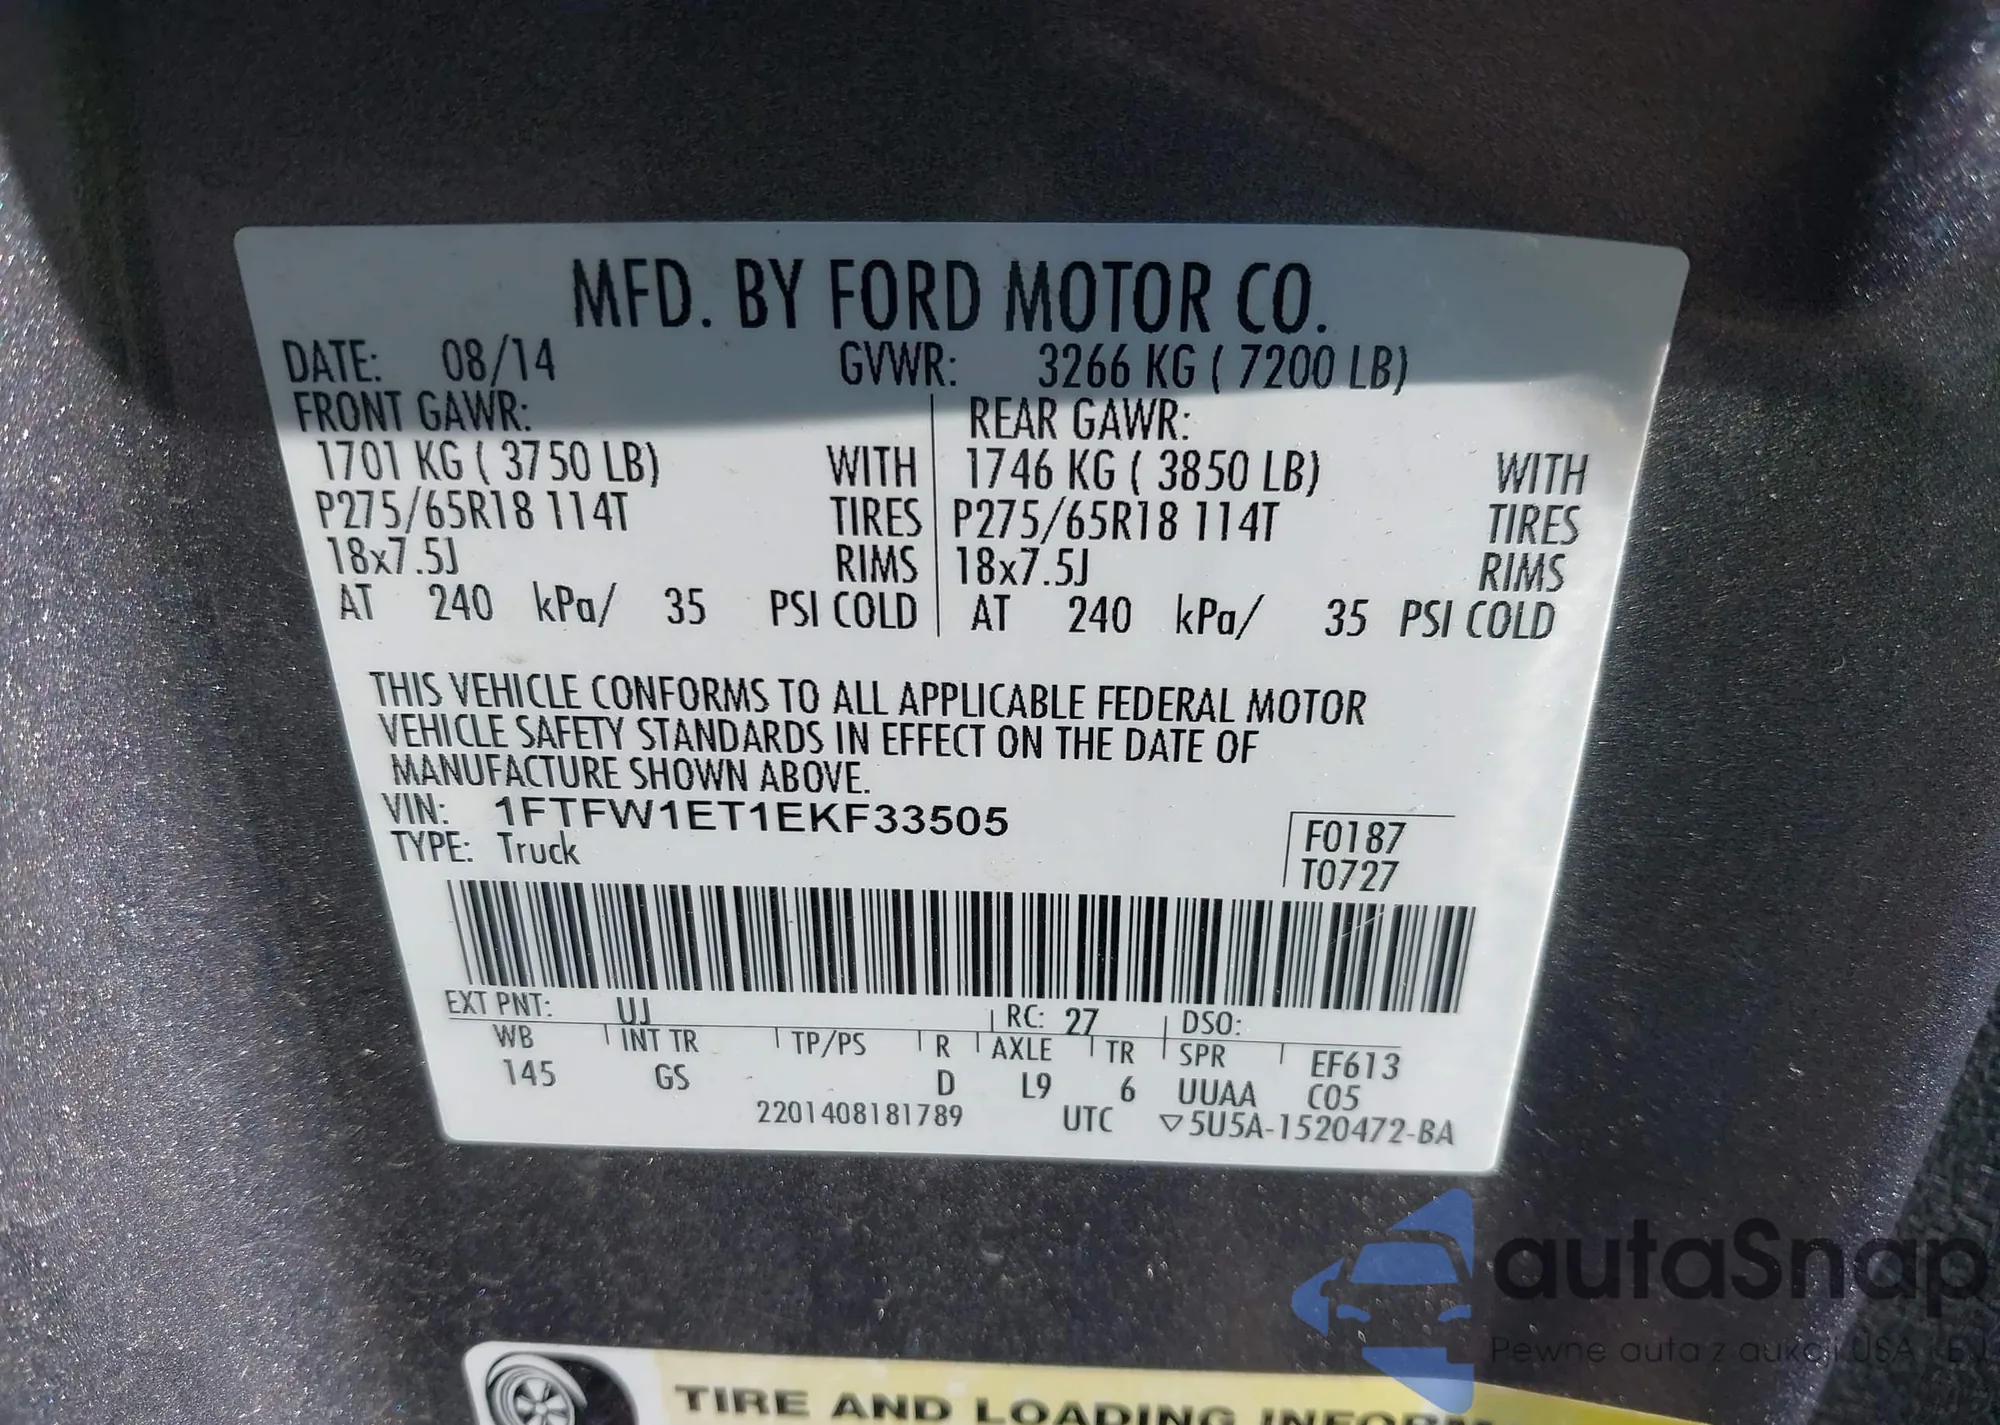 MFD. BY FORD MOTOR CO.
DATE: 08/14 GVWR: 3266 KG ( 7200 LB)
FRONT GAWR: REAR GAWR:
1701 KG ( 3750 LB) WITH 1746 KG ( 3850 LB) WITH
P275/65R18 114T TIRES P275/65R18 114T TIRES
18x7.5J RIMS 18x7.5J RIMS
AT 240 kPa/ 35 PSI COLD AT 240 kPa/ 35 PSI COLD
THIS VEHICLE CONFORMS TO ALL APPLICABLE FEDERAL MOTOR
VEHICLE SAFETY STANDARDS IN EFFECT ON THE DATE OF
MANUFACTURE SHOWN ABOVE.
VIN: 1FTFW1ET1EKF33505
TYPE: Truck
F0187
T0727
EXT PNT: UJ RC: 27 DSO:
WB INT TR TP/PS R AXLE TR SPR EF613
145 GS D L9 6 UUAA C05
2201408181789 UTC ▽5U5A-1520472-BA
autaSnap
Pewne auta z aukcji USA
TIRE AND LOADING